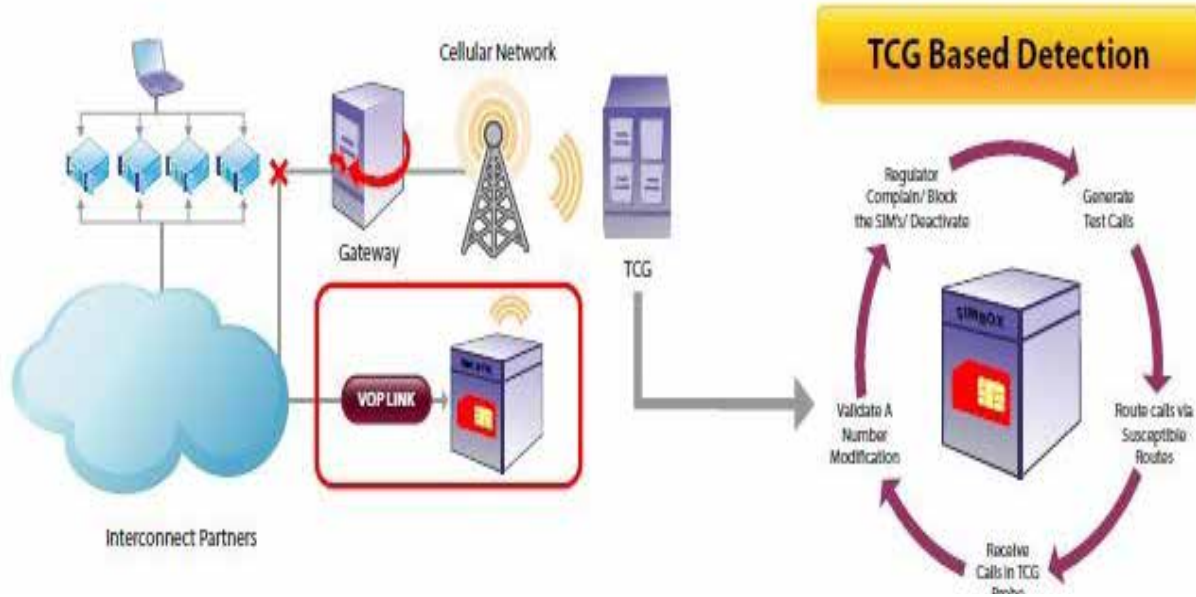 Cellular Network
TCG Based Detection
Gateway
TCG
VOP LINK
Interconnect Partners
Regulator
Complain/ Block
the SIM's/ Deactivate
Generate
Test Calls
SIMBOX
Route calls via
Susceptible
Routes
Receive
Calls in TCG
Probe
Validate A
Number
Modification